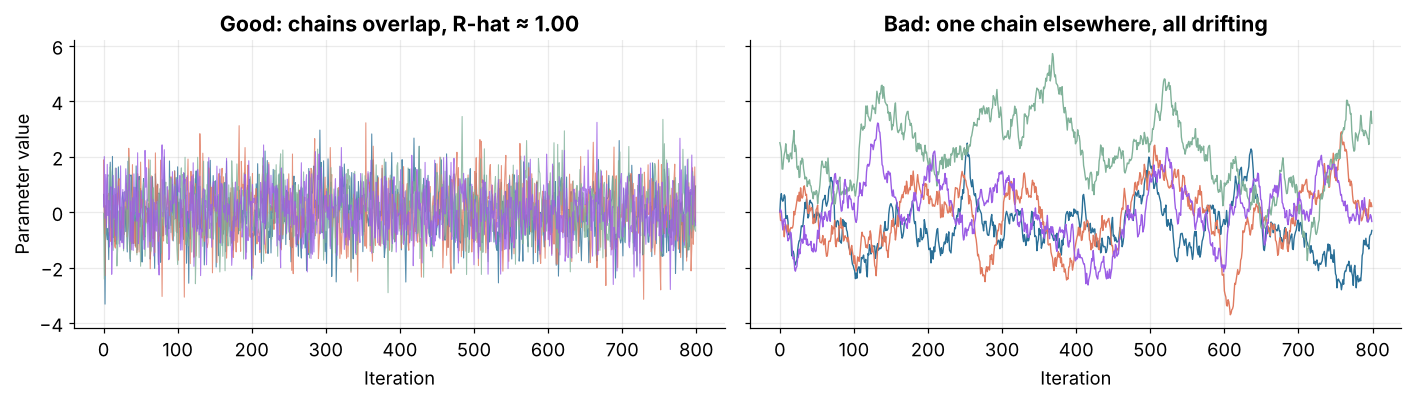 Good: chains overlap, R-hat ≈ 1.00
Parameter value
6
4
2
0
−2
−4
0 100 200 300 400 500 600 700 800
Iteration
Bad: one chain elsewhere, all drifting
0 100 200 300 400 500 600 700 800
Iteration